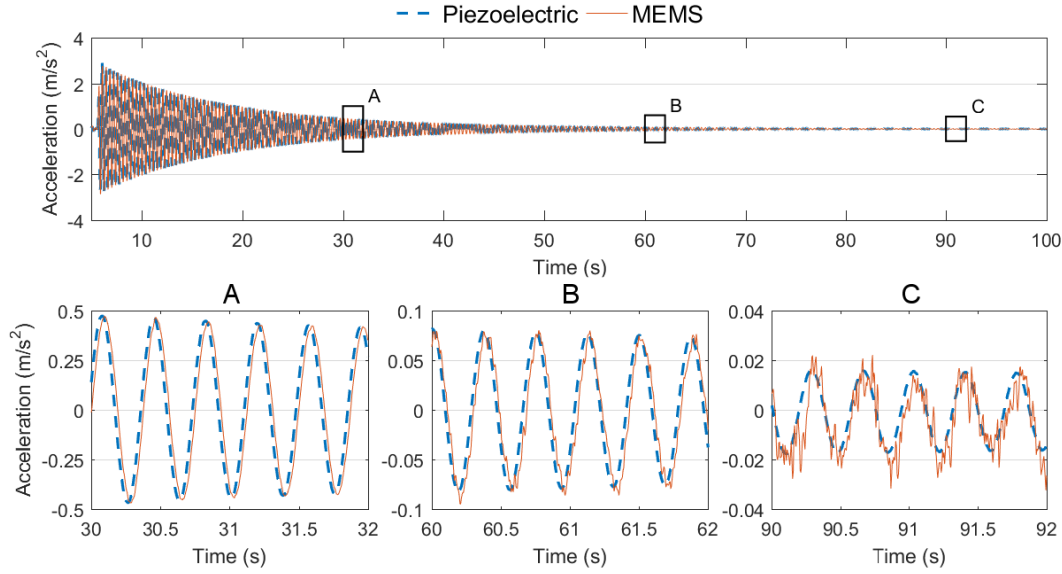 Piezoelectric MEMS
Acceleration (m/s²)
4
2
0
-2
-4
A
B
C
10 20 30 40 50 60 70 80 90 100
Time (s)
A
B
C
Acceleration (m/s²)
0.5
0.25
0
-0.25
-0.5
30 30.5 31 31.5 32
Time (s)
0.1
0.05
0
-0.05
-0.1
60 60.5 61 61.5 62
Time (s)
0.04
0.02
0
-0.02
-0.04
90 90.5 91 91.5 92
Time (s)